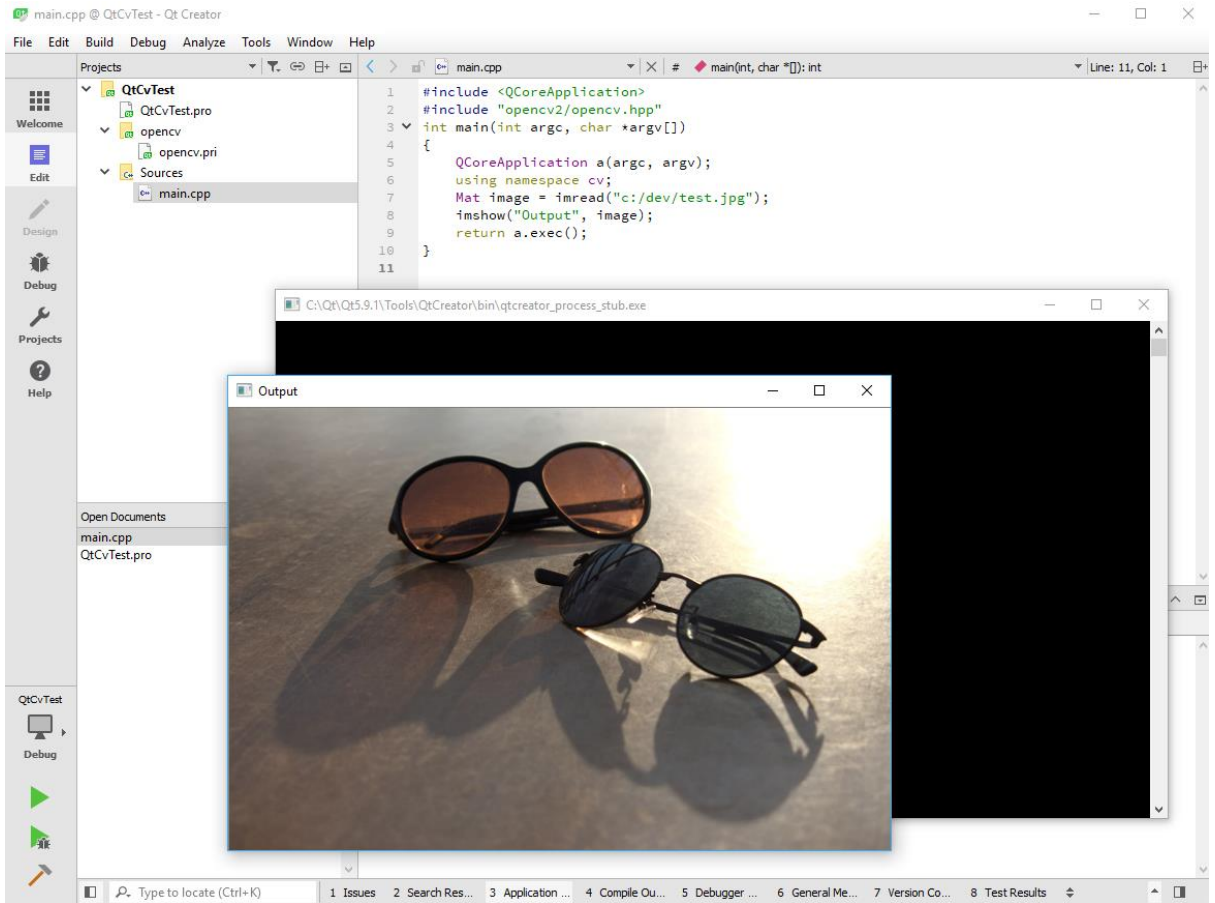 main.cpp @ QtCvTest - Qt Creator
File Edit Build Debug Analyze Tools Window Help
Projects
main.cpp
# main(int, char *[]): int
Line: 11, Col: 1
Welcome
Edit
Design
Debug
Projects
Help
QtCvTest
QtCvTest.pro
opencv
opencv.pri
Sources
main.cpp
1 #include <QCoreApplication>
2 #include "opencv2/opencv.hpp"
3 int main(int argc, char *argv[])
4 {
5 QCoreApplication a(argc, argv);
6 using namespace cv;
7 Mat image = imread("c:/dev/test.jpg");
8 imshow("Output", image);
9 return a.exec();
10 }
11
C:\Qt\Qt5.9.1\Tools\QtCreator\bin\qtcreator_process_stub.exe
Output
Open Documents
main.cpp
QtCvTest.pro
QtCvTest
Debug
Type to locate (Ctrl+K)
1 Issues 2 Search Res... 3 Application ... 4 Compile Ou... 5 Debugger ... 6 General Me... 7 Version Co... 8 Test Results